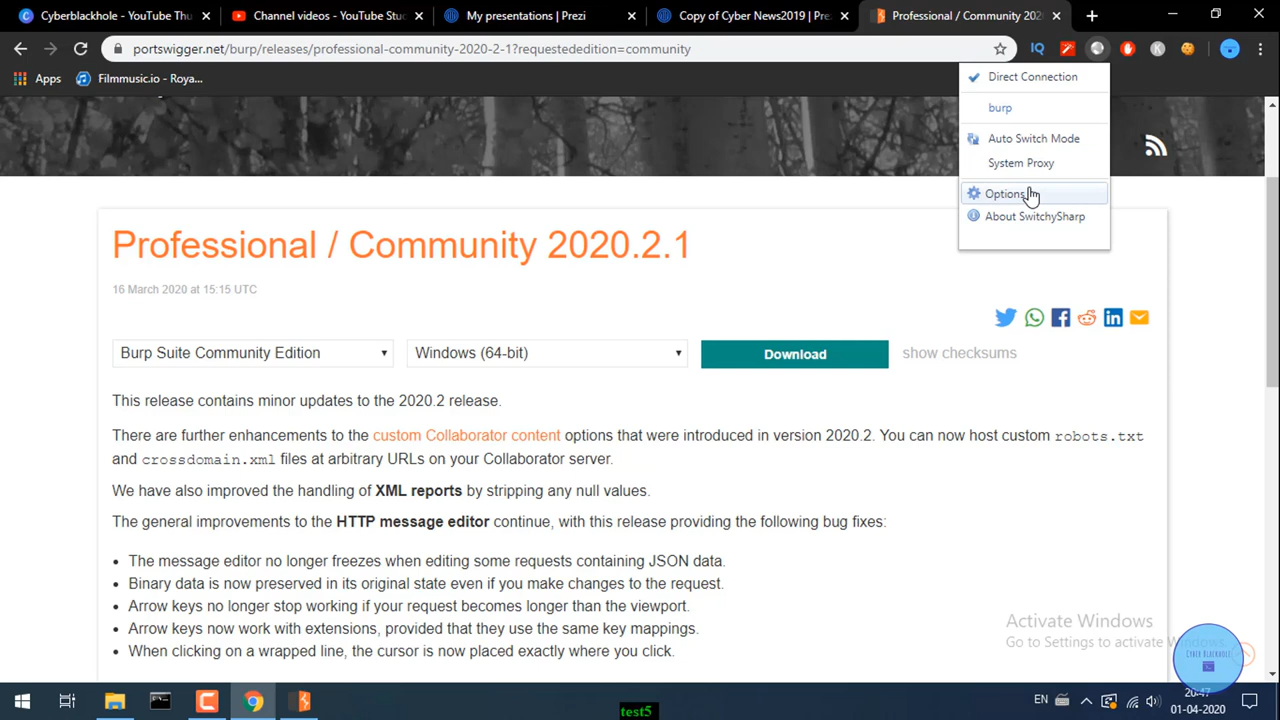 Cyberblackhole - YouTube Thu
Channel videos - YouTube Stu
My presentations | Prezi
Copy of Cyber News2019 | Prez
Professional / Community 202
portswigger.net/burp/releases/professional-community-2020-2-1?requestededition=community
IQ
K
Apps
Filmmusic.io - Roya...
Direct Connection
burp
Auto Switch Mode
System Proxy
Options
About SwitchySharp
Professional / Community 2020.2.1
16 March 2020 at 15:15 UTC
Burp Suite Community Edition
Windows (64-bit)
Download
show checksums
This release contains minor updates to the 2020.2 release.
There are further enhancements to the custom Collaborator content options that were introduced in version 2020.2. You can now host custom robots.txt
and crossdomain.xml files at arbitrary URLs on your Collaborator server.
We have also improved the handling of XML reports by stripping any null values.
The general improvements to the HTTP message editor continue, with this release providing the following bug fixes:
• The message editor no longer freezes when editing some requests containing JSON data.
• Binary data is now preserved in its original state even if you make changes to the request.
• Arrow keys no longer stop working if your request becomes longer than the viewport.
• Arrow keys now work with extensions, provided that they use the same key mappings.
• When clicking on a wrapped line, the cursor is now placed exactly where you click.
Activate Windows
Go to Settings to activate Windows.
CYBER BLACKHOLE
test5
EN
20:47
01-04-2020